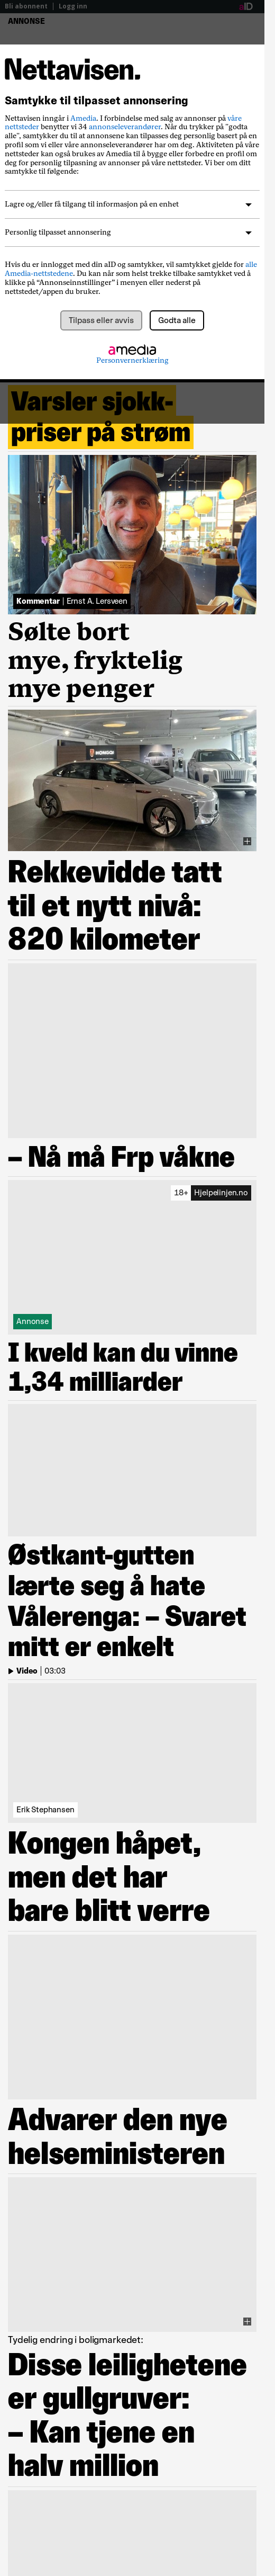 Bli abonnent | Logg inn
aID
ANNONSE
Nettavisen.
Samtykke til tilpasset annonsering
Nettavisen inngår i Amedia. I forbindelse med salg av annonser på våre
nettsteder benytter vi 34 annonseleverandører. Når du trykker på "godta
alle", samtykker du til at annonsene kan tilpasses deg personlig basert på en
profil som vi eller våre annonseleverandører har om deg. Aktiviteten på våre
nettsteder kan også brukes av Amedia til å bygge eller forbedre en profil om
deg for personlig tilpasning av annonser på våre nettsteder. Vi ber om ditt
samtykke til følgende:
Lagre og/eller få tilgang til informasjon på en enhet
Personlig tilpasset annonsering
Hvis du er innlogget med din aID og samtykker, vil samtykket gjelde for alle
Amedia-nettstedene. Du kan når som helst trekke tilbake samtykket ved å
klikke på “Annonseinnstillinger” i menyen eller nederst på
nettstedet/appen du bruker.
Tilpass eller avvis
Godta alle
amedia
Personvernerklæring
Varsler sjokk-
priser på strøm
Kommentar | Ernst A. Lersveen
Sølte bort
mye, fryktelig
mye penger
HONGQI
Rekkevidde tatt
til et nytt nivå:
820 kilometer
– Nå må Frp våkne
18+ Hjelpelinjen.no
Annonse
I kveld kan du vinne
1,34 milliarder
Østkant-gutten
lærte seg å hate
Vålerenga: – Svaret
mitt er enkelt
Video | 03:03
Erik Stephansen
Kongen håpet,
men det har
bare blitt verre
Advarer den nye
helseministeren
Tydelig endring i boligmarkedet:
Disse leilighetene
er gullgruver:
– Kan tjene en
halv million